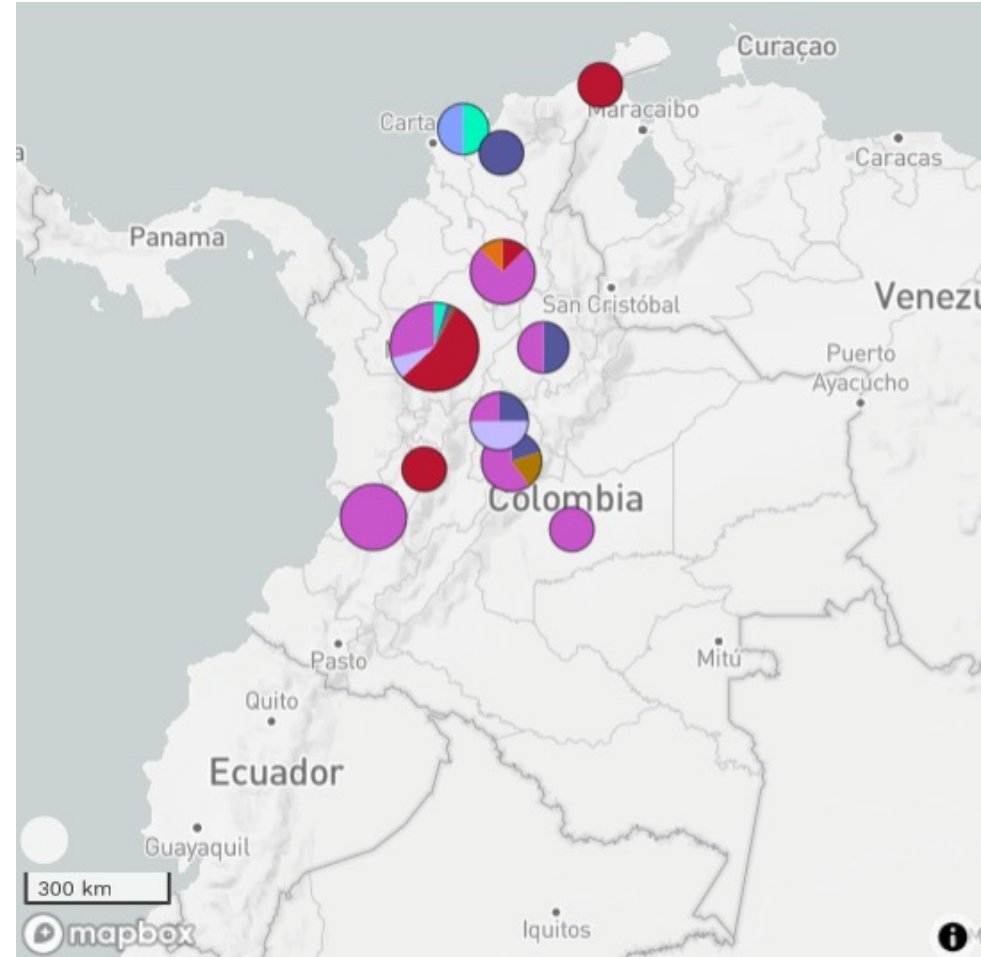 Curaçao
Carta
Maracaibo
Caracas
a
Panama
San Cristóbal
Venezu
Puerto
Ayacucho
Colombia
Mitú
Pasto
Quito
Ecuador
Guayaquil
300 km
mapbox
Iquitos
i